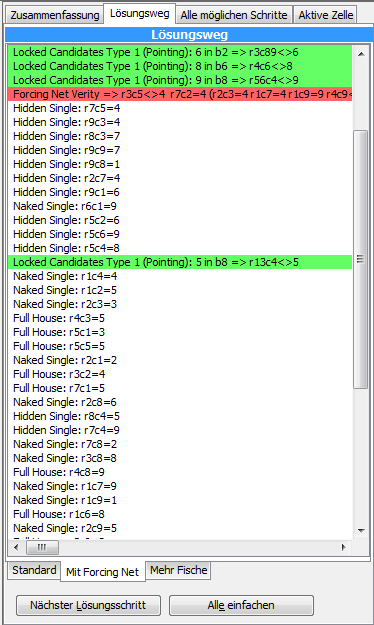 Zusammenfassung Lösungsweg Alle möglichen Schritte Aktive Zelle
Lösungsweg
Locked Candidates Type 1 (Pointing): 6 in b2 => r3c89<>6
Locked Candidates Type 1 (Pointing): 8 in b6 => r4c6<>8
Locked Candidates Type 1 (Pointing): 9 in b8 => r56c4<>9
Forcing Net Verity => r3c5<>4 r7c2=4 (r2c3=4 r1c7=4 r1c9=9 r4c9<
Hidden Single: r7c5=4
Hidden Single: r9c3=4
Hidden Single: r8c3=7
Hidden Single: r9c9=7
Hidden Single: r9c8=1
Hidden Single: r2c7=4
Hidden Single: r9c1=6
Naked Single: r6c1=9
Hidden Single: r5c2=6
Hidden Single: r5c6=9
Hidden Single: r5c4=8
Locked Candidates Type 1 (Pointing): 5 in b8 => r13c4<>5
Naked Single: r1c4=4
Naked Single: r1c2=5
Naked Single: r2c3=3
Full House: r4c3=5
Full House: r5c1=3
Full House: r5c5=5
Naked Single: r2c1=2
Full House: r3c2=4
Full House: r7c1=5
Naked Single: r2c8=6
Hidden Single: r8c4=5
Hidden Single: r7c4=9
Naked Single: r7c8=2
Naked Single: r3c8=8
Full House: r4c8=9
Naked Single: r1c7=9
Naked Single: r1c9=1
Full House: r1c6=8
Naked Single: r2c9=5
Standard Mit Forcing Net Mehr Fische
Nächster Lösungsschritt Alle einfachen